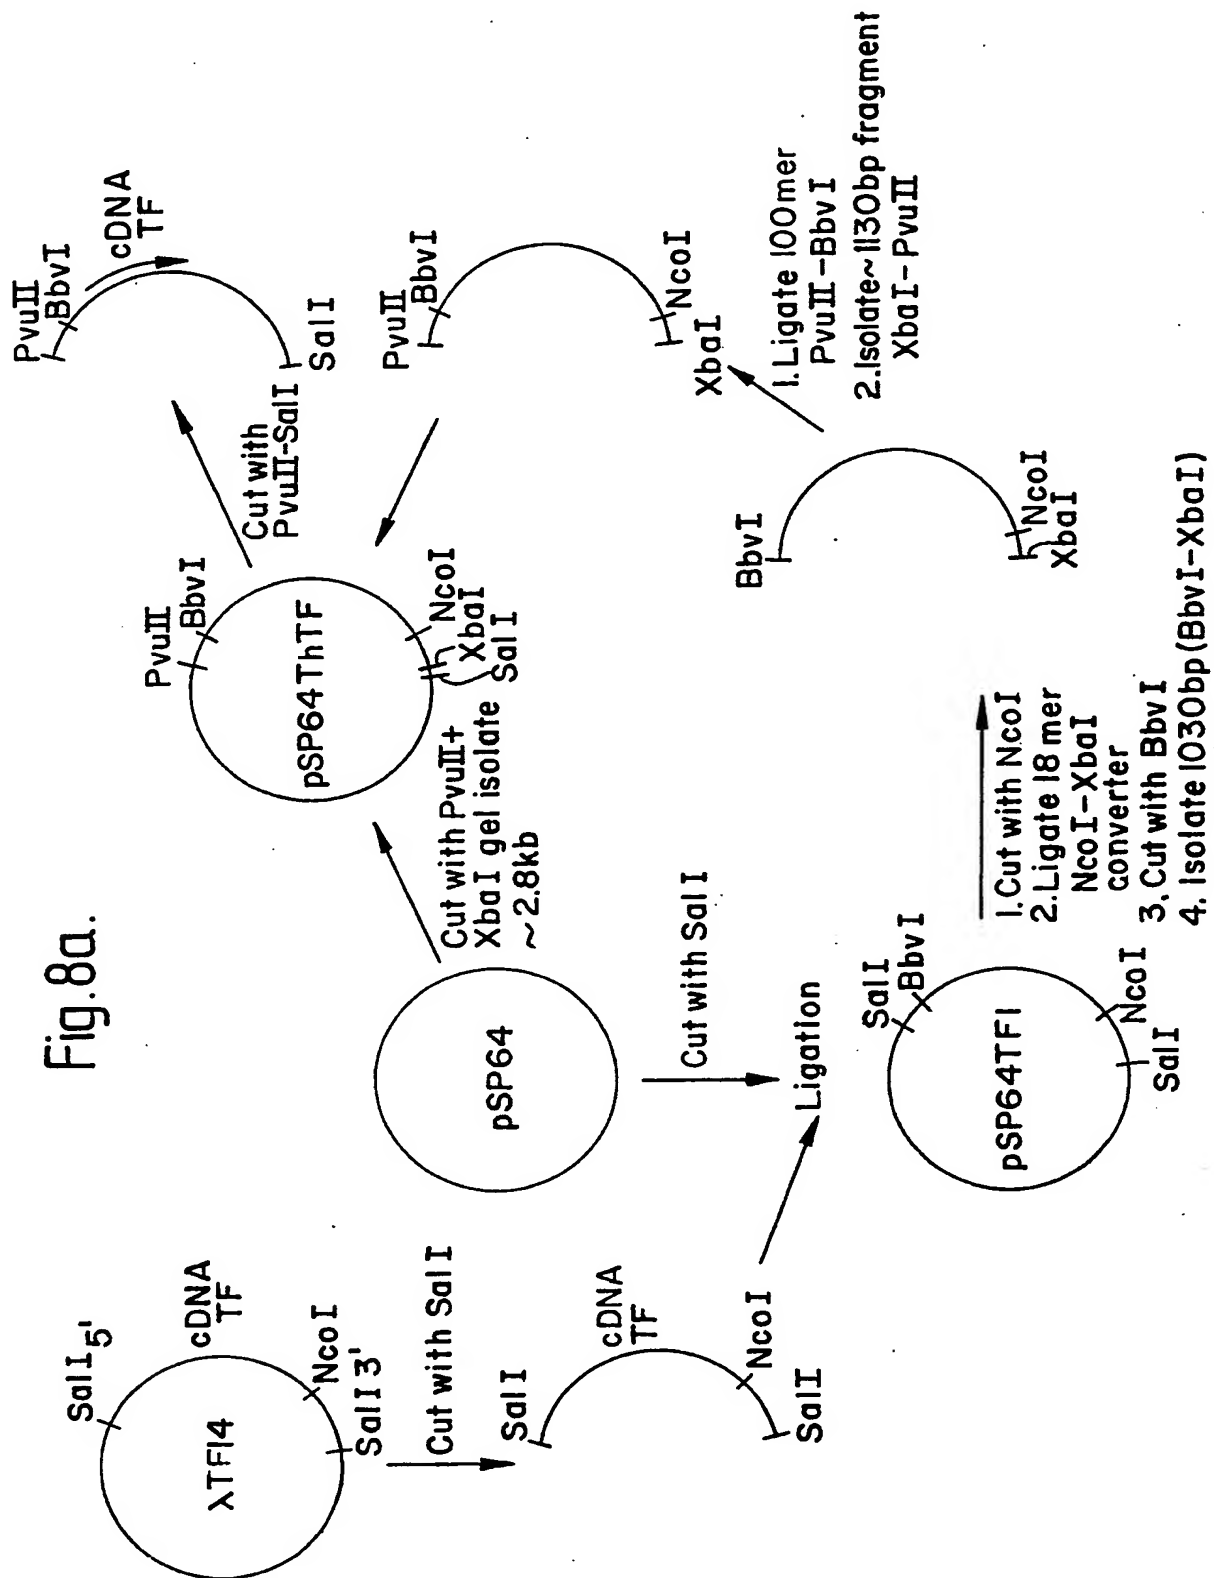 Fig.8a.
SalI 5'
λTF14
cDNA
TF
NcoI
SalI 3'
Cut with SalI
SalI
cDNA
TF
NcoI
SalI
pSP64
Cut with SalI
Ligation
SalI
BbvI
pSP64TF1
NcoI
SalI
Cut with PvuII+
XbaI gel isolate
~2.8kb
1.Cut with NcoI
2.Ligate 18 mer
NcoI-XbaI
converter
3.Cut with BbvI
4. Isolate 1030bp(BbvI-XbaI)
PvuII
BbvI
pSP64ThTF
NcoI
XbaI
SalI
Cut with
PvuII-SalI
PvuII
BbvI
cDNA
TF
SalI
PvuII
BbvI
NcoI
XbaI
BbvI
NcoI
XbaI
1.Ligate 100mer
PvuII-BbvI
2.Isolate~1130bp fragment
XbaI-PvuII